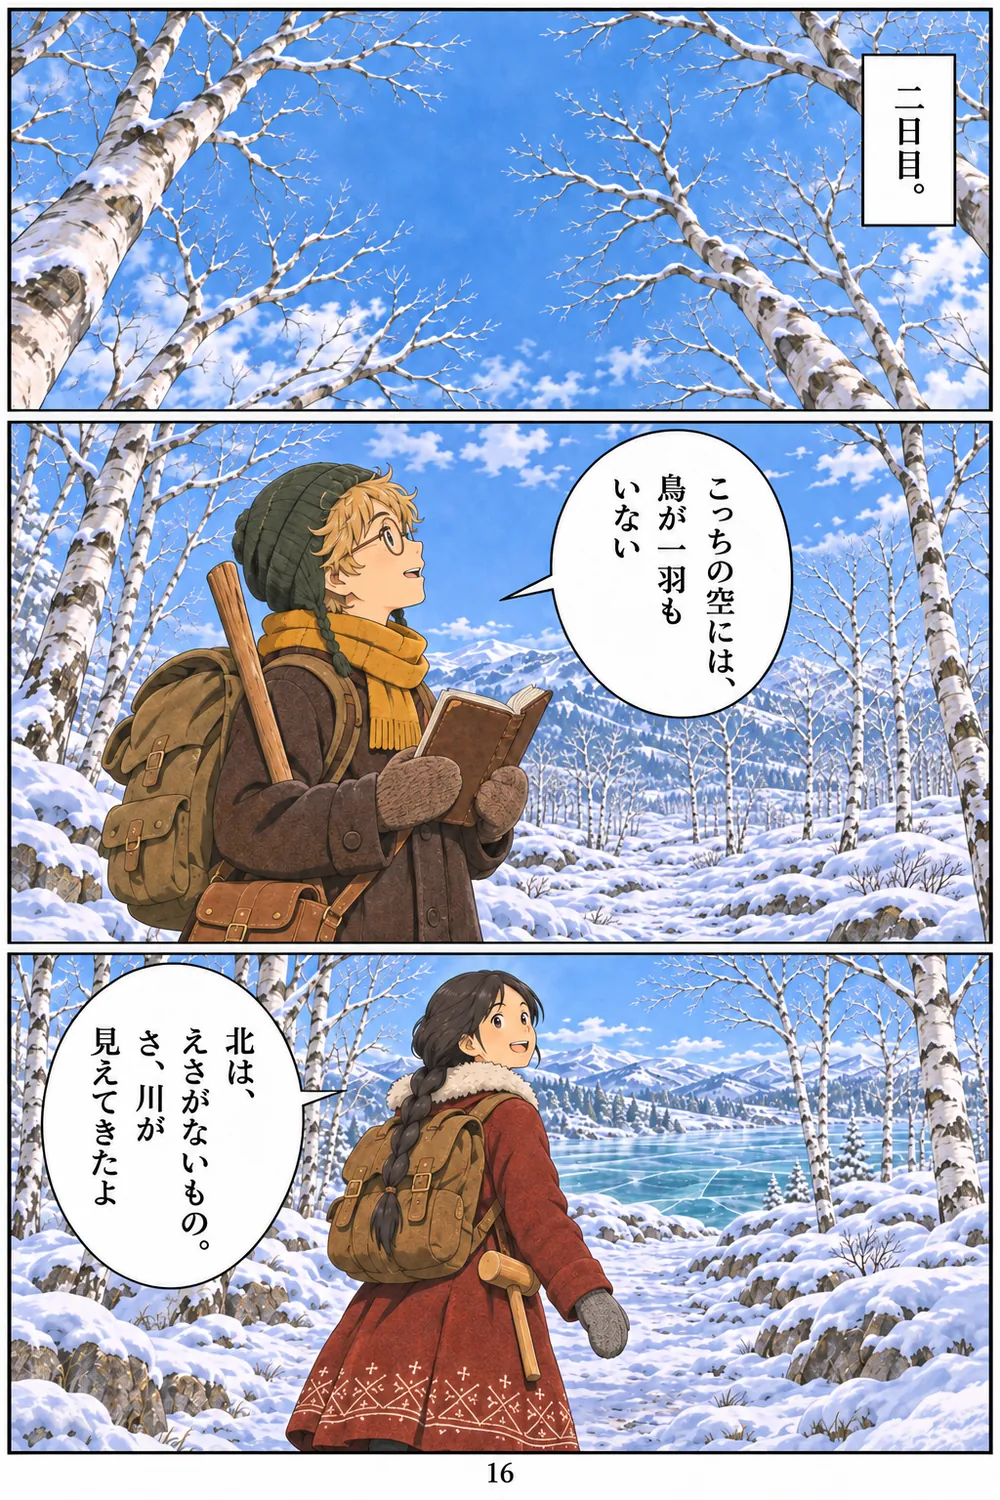 二日目。
こっちの空には、
鳥が一羽も
いない
北は、
えさがないもの。
さ、川が
見えてきたよ
16